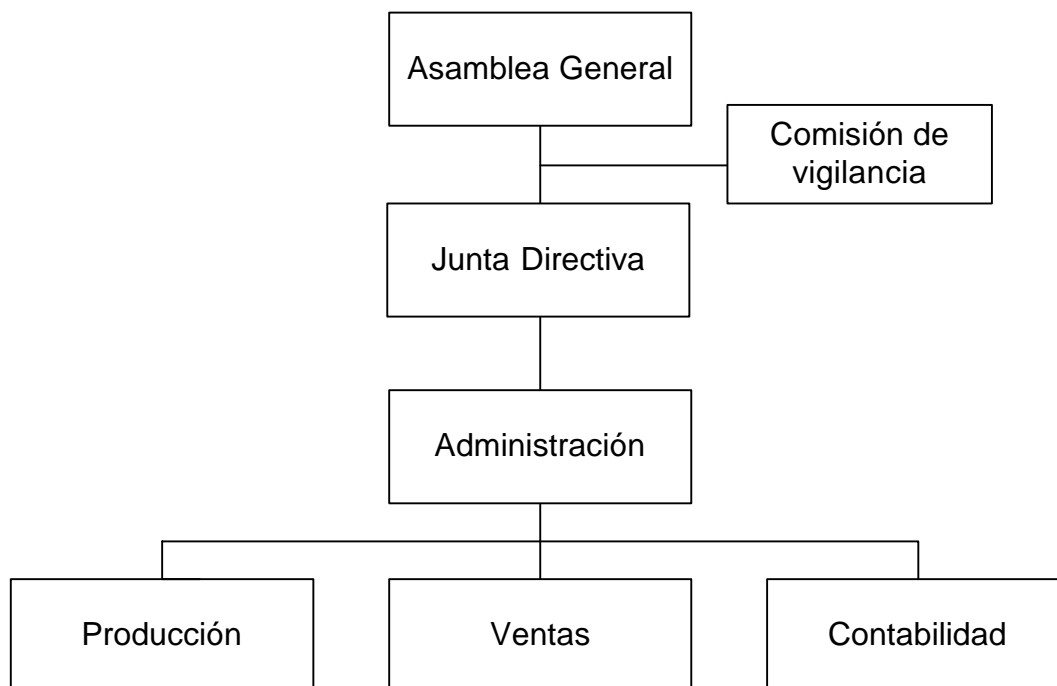 Asamblea General
Comisión de
vigilancia
Junta Directiva
Administración
Producción
Ventas
Contabilidad